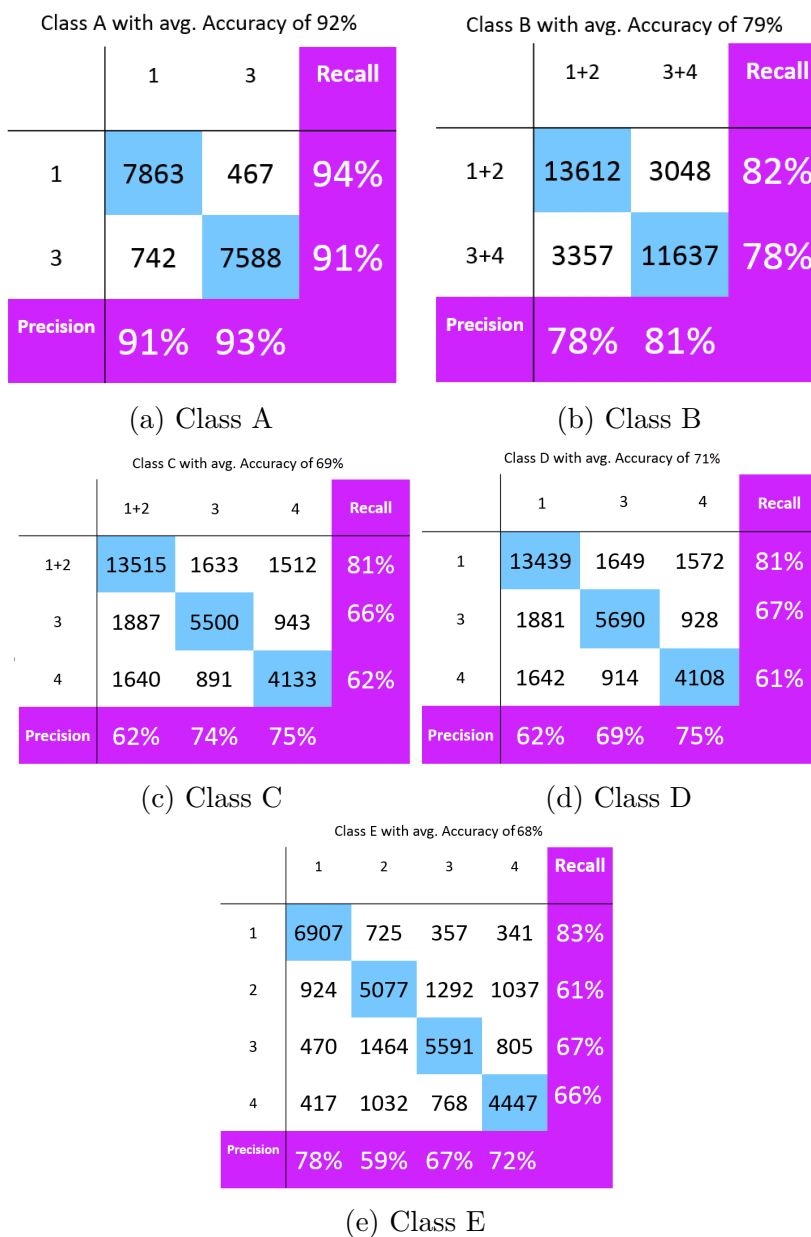 Class A with avg. Accuracy of 92%
1 3 Recall
1 7863 467 94%
3 742 7588 91%
Precision 91% 93%
(a) Class A
Class B with avg. Accuracy of 79%
1+2 3+4 Recall
1+2 13612 3048 82%
3+4 3357 11637 78%
Precision 78% 81%
(b) Class B
Class C with avg. Accuracy of 69%
1+2 3 4 Recall
1+2 13515 1633 1512 81%
3 1887 5500 943 66%
4 1640 891 4133 62%
Precision 62% 74% 75%
(c) Class C
Class D with avg. Accuracy of 71%
1 3 4 Recall
1 13439 1649 1572 81%
3 1881 5690 928 67%
4 1642 914 4108 61%
Precision 62% 69% 75%
(d) Class D
Class E with avg. Accuracy of 68%
1 2 3 4 Recall
1 6907 725 357 341 83%
2 924 5077 1292 1037 61%
3 470 1464 5591 805 67%
4 417 1032 768 4447 66%
Precision 78% 59% 67% 72%
(e) Class E